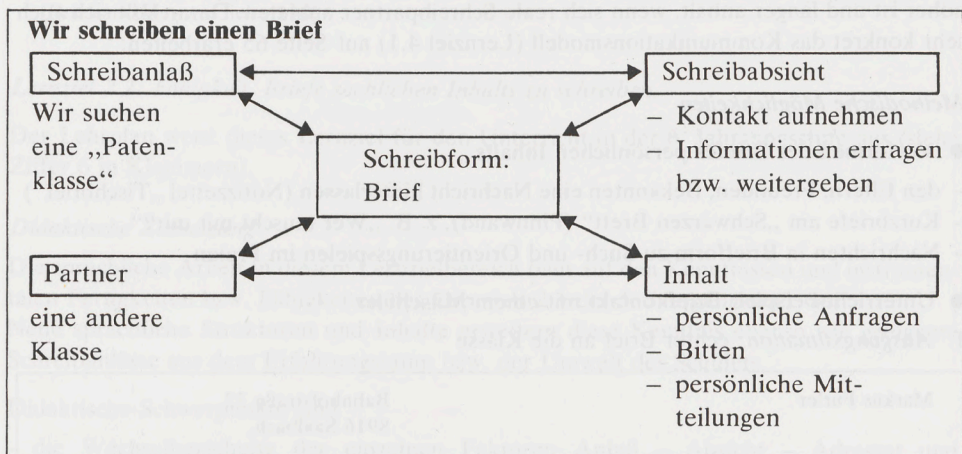 Wir schreiben einen Brief
Schreibanlaß
Wir suchen
eine „Paten-
klasse“
Schreibabsicht
– Kontakt aufnehmen
– Informationen erfragen
bzw. weitergeben
Schreibform:
Brief
Partner
eine andere
Klasse
Inhalt
– persönliche Anfragen
– Bitten
– persönliche Mit-
teilungen